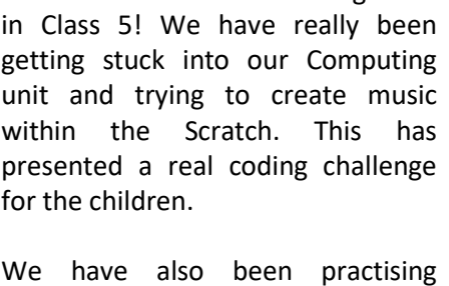 in Class 5! We have really been
getting stuck into our Computing
unit and trying to create music
within the Scratch. This has
presented a real coding challenge
for the children.
We have also been practising